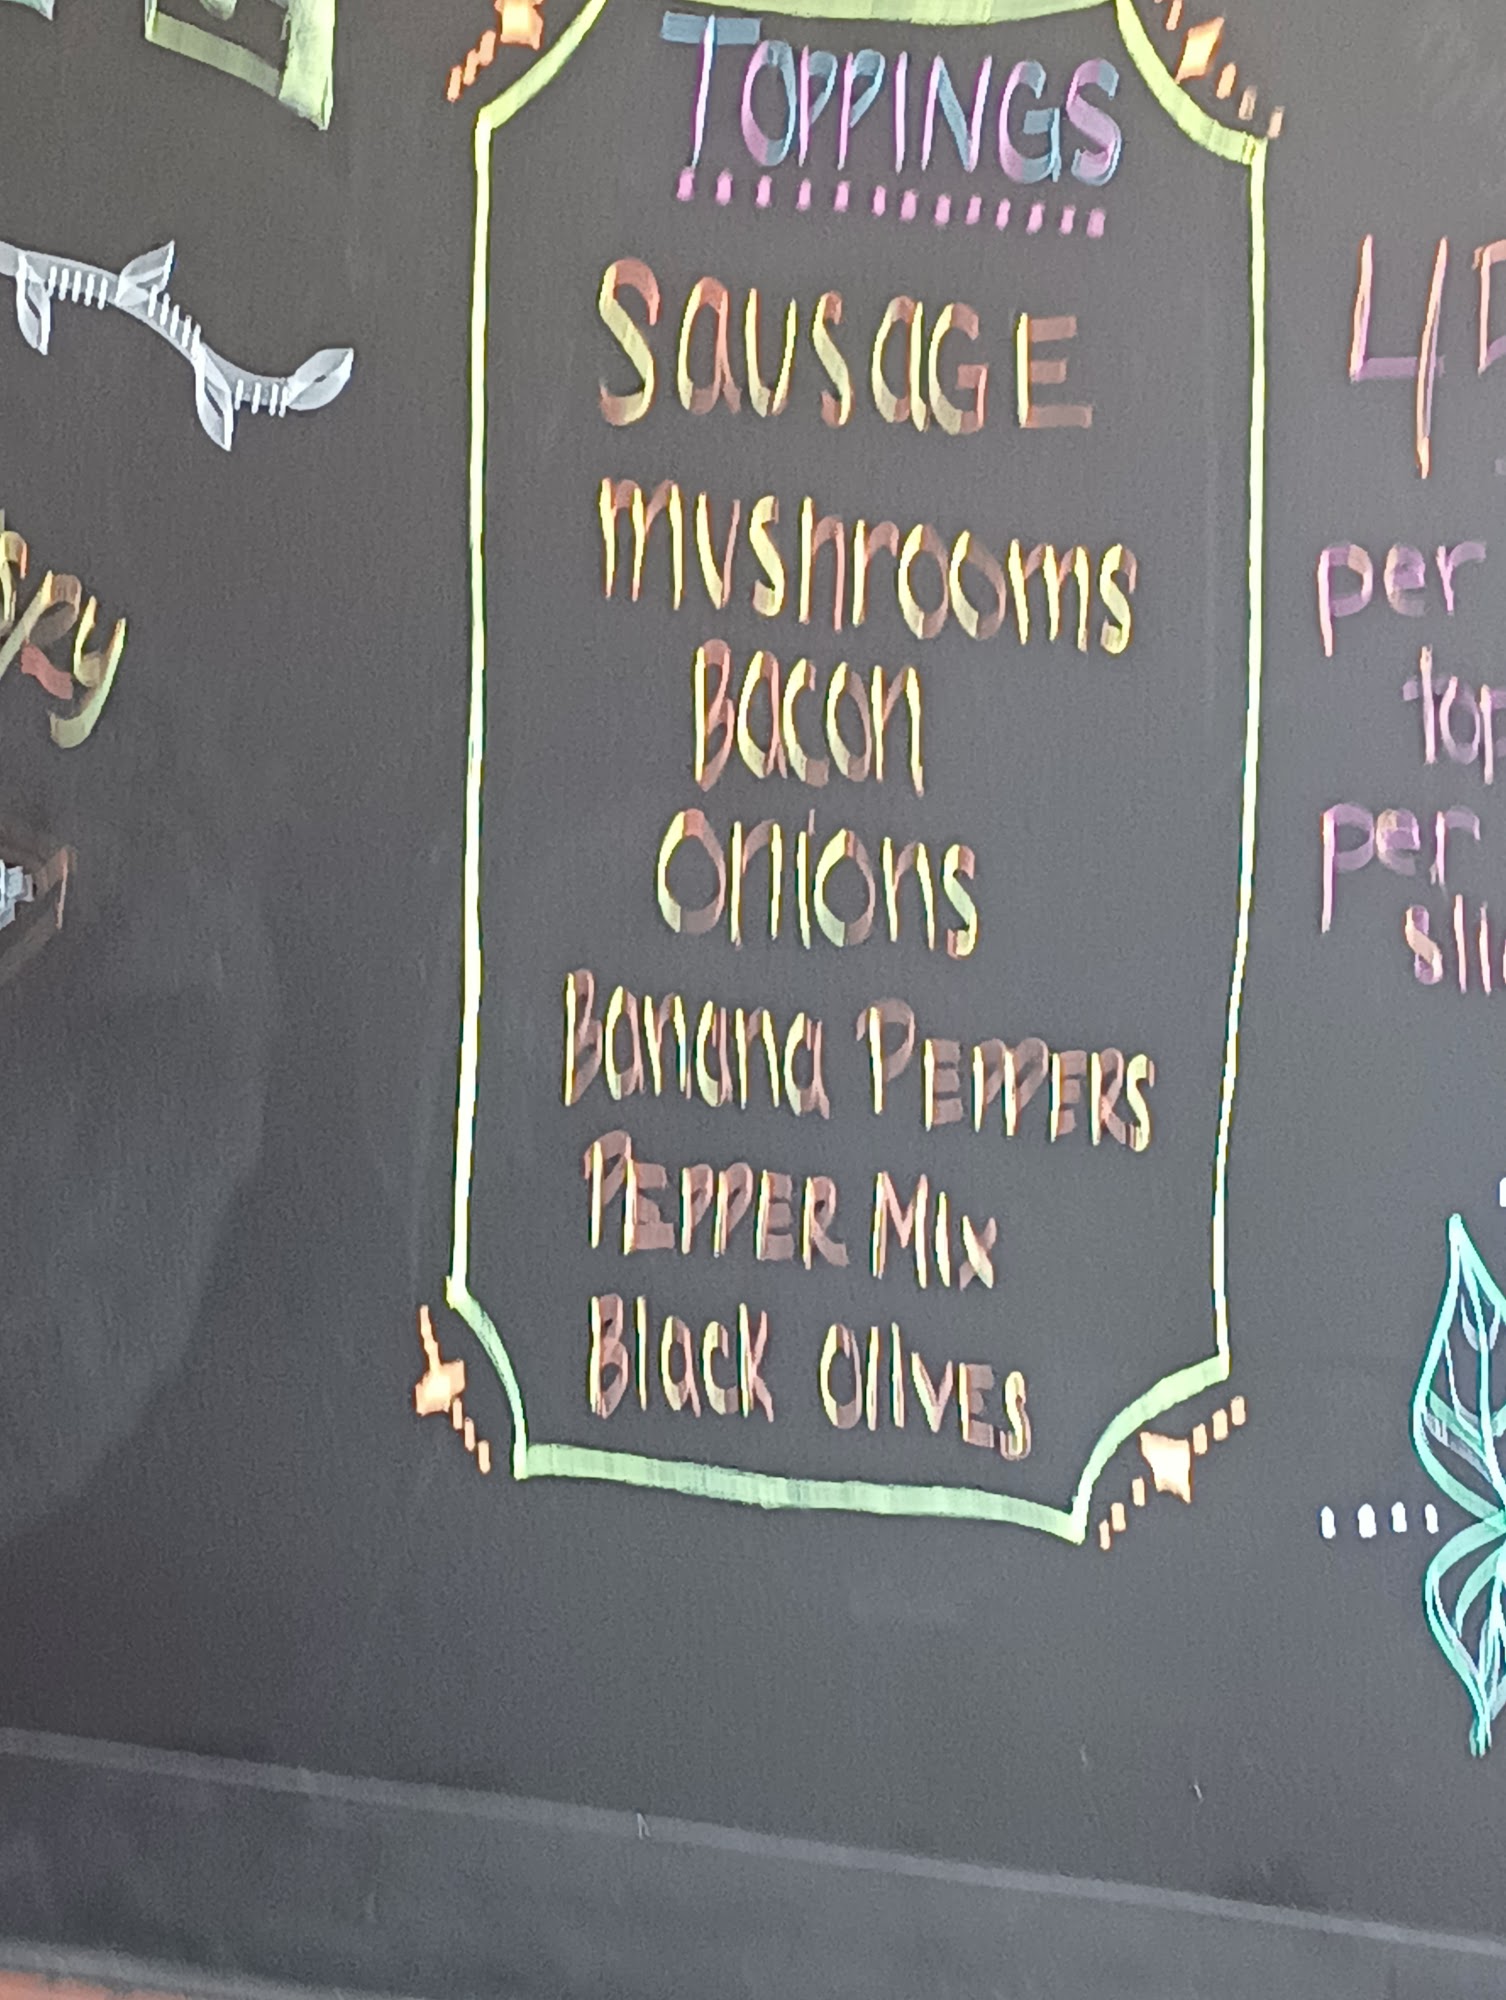 TOPPINGS
SausaGE
mushrooms
Bacon
Onions
Banana PEPPERS
PEPPER MIX
Black OlIVES
per
per